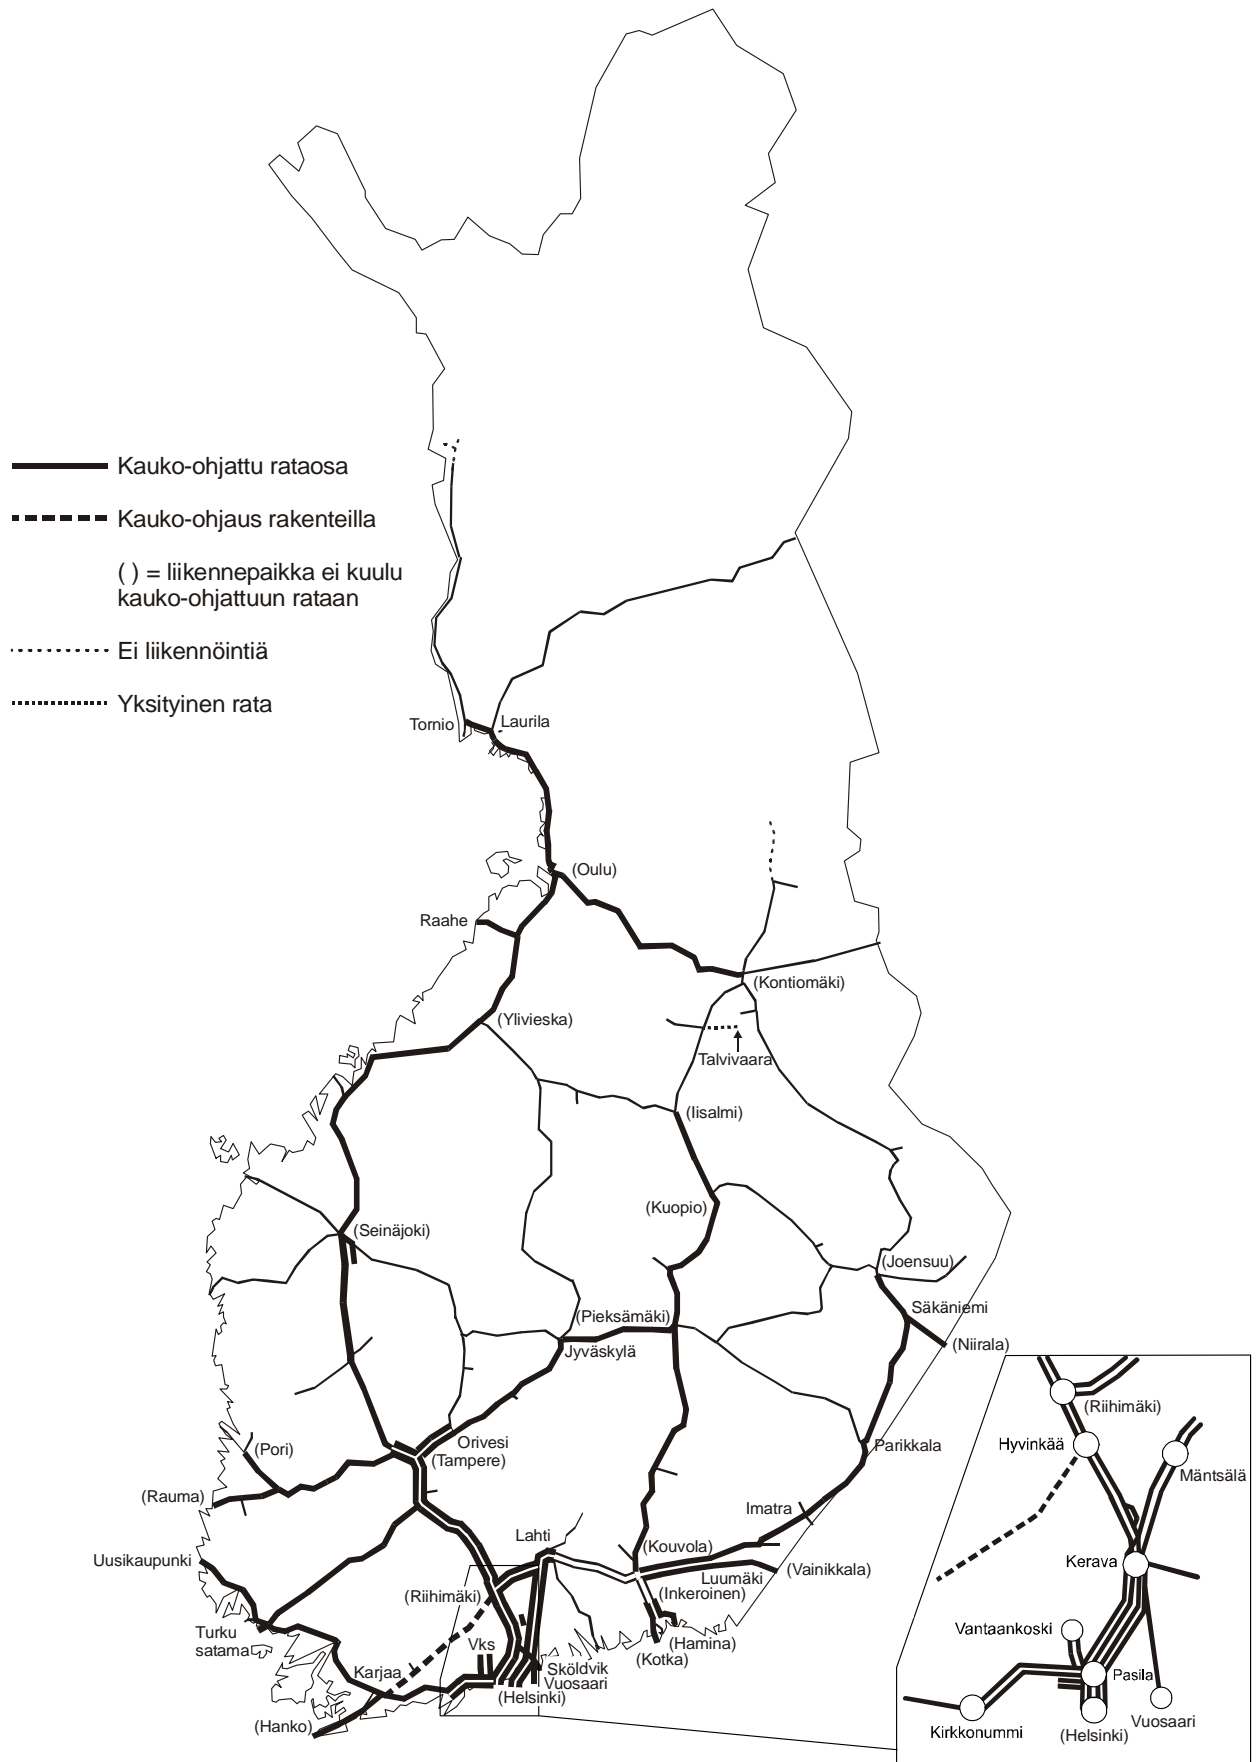 Kauko-ohjattu rataosa
Kauko-ohjaus rakenteilla
( ) = liikennepaikka ei kuulu
kauko-ohjattuun rataan
Ei liikennöintiä
Yksityinen rata
Tornio
Laurila
(Oulu)
Raahe
(Kontiomäki)
(Ylivieska)
Talvivaara
(Iisalmi)
(Kuopio)
(Seinäjoki)
(Joensuu)
Säkäniemi
(Pieksämäki)
(Niirala)
Jyväskylä
Orivesi
(Tampere)
(Pori)
Parikkala
(Rauma)
Imatra
Lahti
(Kouvola)
Uusikaupunki
Luumäki
(Vainikkala)
(Riihimäki)
(Inkeroinen)
Turku
satama
Vks
(Hamina)
(Kotka)
Karjaa
Sköldvik
Vuosaari
(Helsinki)
(Hanko)
(Riihimäki)
Hyvinkää
Mäntsälä
Kerava
Vantaankoski
Pasila
Kirkkonummi
(Helsinki)
Vuosaari